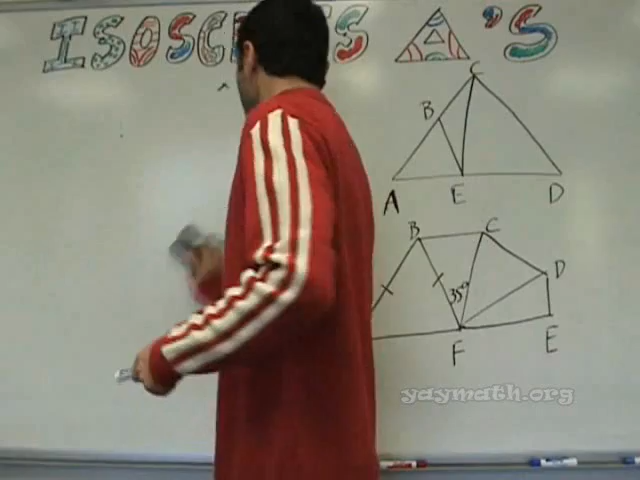 ISOSCELES Δ'S
C
B
A E D
B C
D
35°
F E
yaymath.org